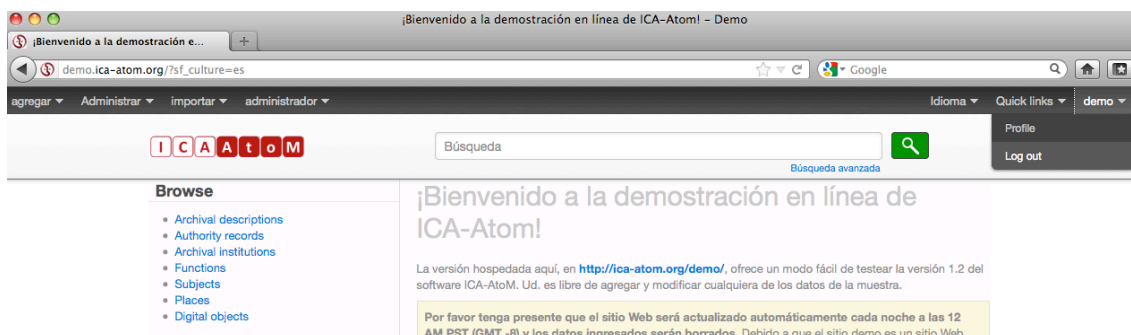 ¡Bienvenido a la demostración en línea de ICA-Atom! – Demo
¡Bienvenido a la demostración e...
demo.ica-atom.org/?sf_culture=es
Google
agregar Administrar importar administrador Idioma Quick links demo
Profile
Log out
ICAAtoM
Búsqueda
Búsqueda avanzada
Browse
Archival descriptions
Authority records
Archival institutions
Functions
Subjects
Places
Digital objects
¡Bienvenido a la demostración en línea de
ICA-Atom!
La versión hospedada aquí, en http://ica-atom.org/demo/, ofrece un modo fácil de testear la versión 1.2 del
software ICA-AtoM. Ud. es libre de agregar y modificar cualquiera de los datos de la muestra.
Por favor tenga presente que el sitio Web será actualizado automáticamente cada noche a las 12
AM PST (GMT -8) y los datos ingresados serán borrados. Debido a que el sitio demo es un sitio Web